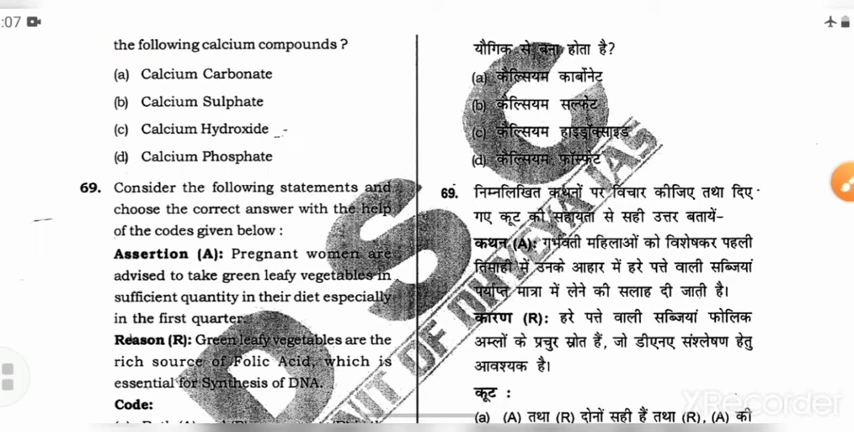 :07
the following calcium compounds ?
(a) Calcium Carbonate
(b) Calcium Sulphate
(c) Calcium Hydroxide
(d) Calcium Phosphate
69. Consider the following statements and
choose the correct answer with the help
of the codes given below :
Assertion (A): Pregnant women are
advised to take green leafy vegetables in
sufficient quantity in their diet especially
in the first quarter.
Reason (R): Green leafy vegetables are the
rich source of Folic Acid, which is
essential for Synthesis of DNA.
Code:
यौगिक से बना होता है?
(a) कैल्सियम कार्बोनेट
(b) कैल्सियम सल्फेट
(c) कैल्सियम हाइड्रॉक्साइड
(d) कैल्सियम फॉस्फेट
69. निम्नलिखित कथनों पर विचार कीजिए तथा दिए
गए कूट की सहायता से सही उत्तर बतायें-
कथन (A): गर्भवती महिलाओं को विशेषकर पहली
तिमाही में उनके आहार में हरे पत्ते वाली सब्जियां
पर्याप्त मात्रा में लेने की सलाह दी जाती है।
कारण (R): हरे पत्ते वाली सब्जियां फोलिक
अम्लों के प्रचुर स्रोत हैं, जो डीएनए संश्लेषण हेतु
आवश्यक है।
कूट :
(a) (A) तथा (R) दोनों सही हैं तथा (R), (A) की
DSC
UNIT OF DHYEYA IAS
XRecorder